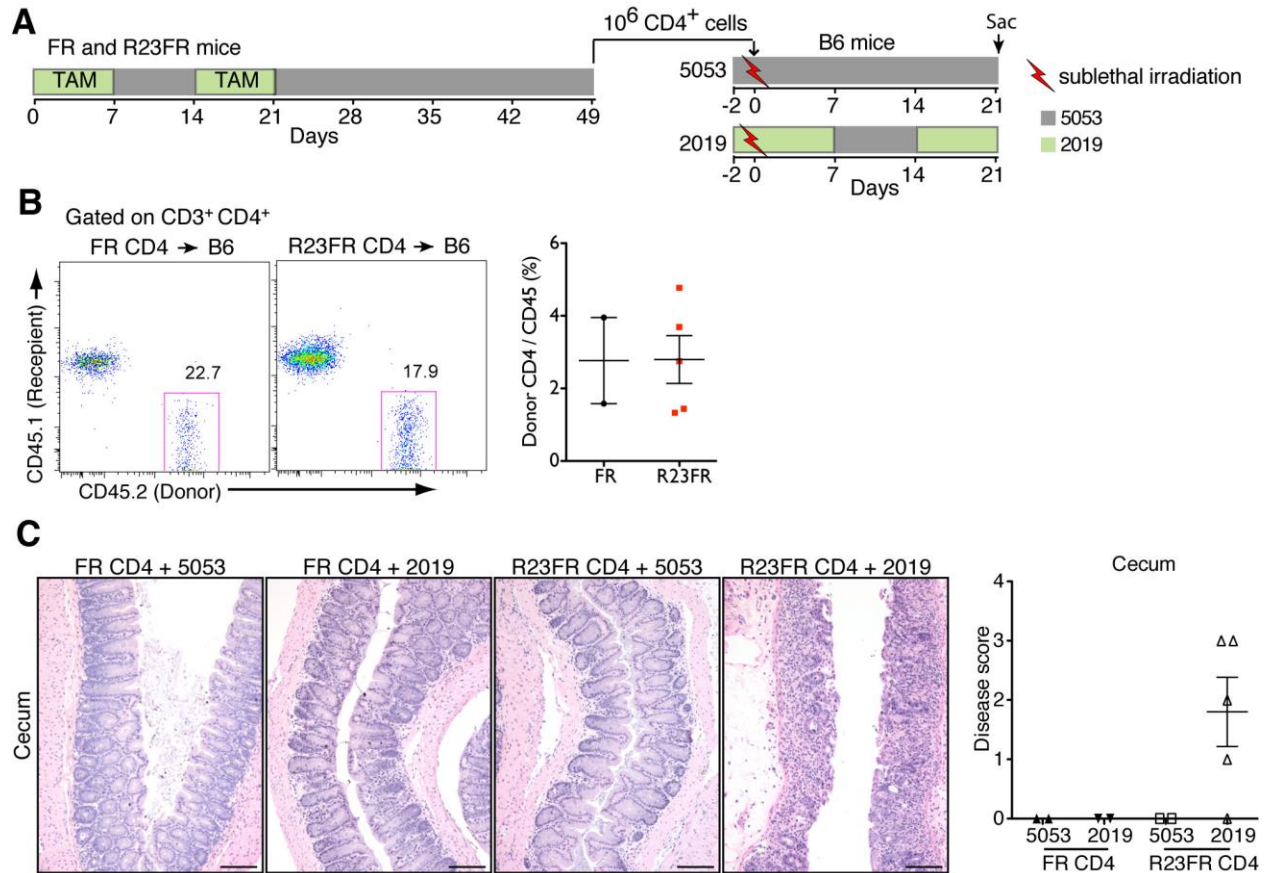 A
FR and R23FR mice
TAM TAM
0 7 14 21 28 35 42 49
Days
10⁶ CD4⁺ cells
B6 mice
Sac
5053
-2 0 7 14 21
2019
-2 0 7 14 21
Days
sublethal irradiation
5053
2019
B
Gated on CD3⁺ CD4⁺
FR CD4 → B6
R23FR CD4 → B6
CD45.1 (Recepient)
22.7
17.9
CD45.2 (Donor)
Donor CD4 / CD45 (%)
6
4
2
0
FR R23FR
C
FR CD4 + 5053
FR CD4 + 2019
R23FR CD4 + 5053
R23FR CD4 + 2019
Cecum
Cecum
Disease score
4
3
2
1
0
5053 2019 5053 2019
FR CD4 R23FR CD4